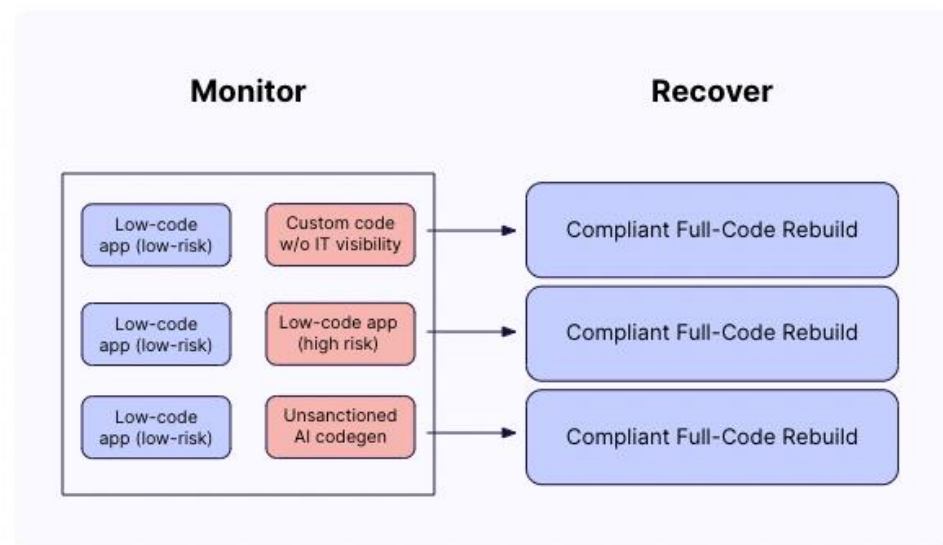 Monitor
Recover
Low-code
app (low-risk)
Custom code
w/o IT visibility
Compliant Full-Code Rebuild
Low-code
app (low-risk)
Low-code app
(high risk)
Compliant Full-Code Rebuild
Low-code
app (low-risk)
Unsanctioned
AI codegen
Compliant Full-Code Rebuild